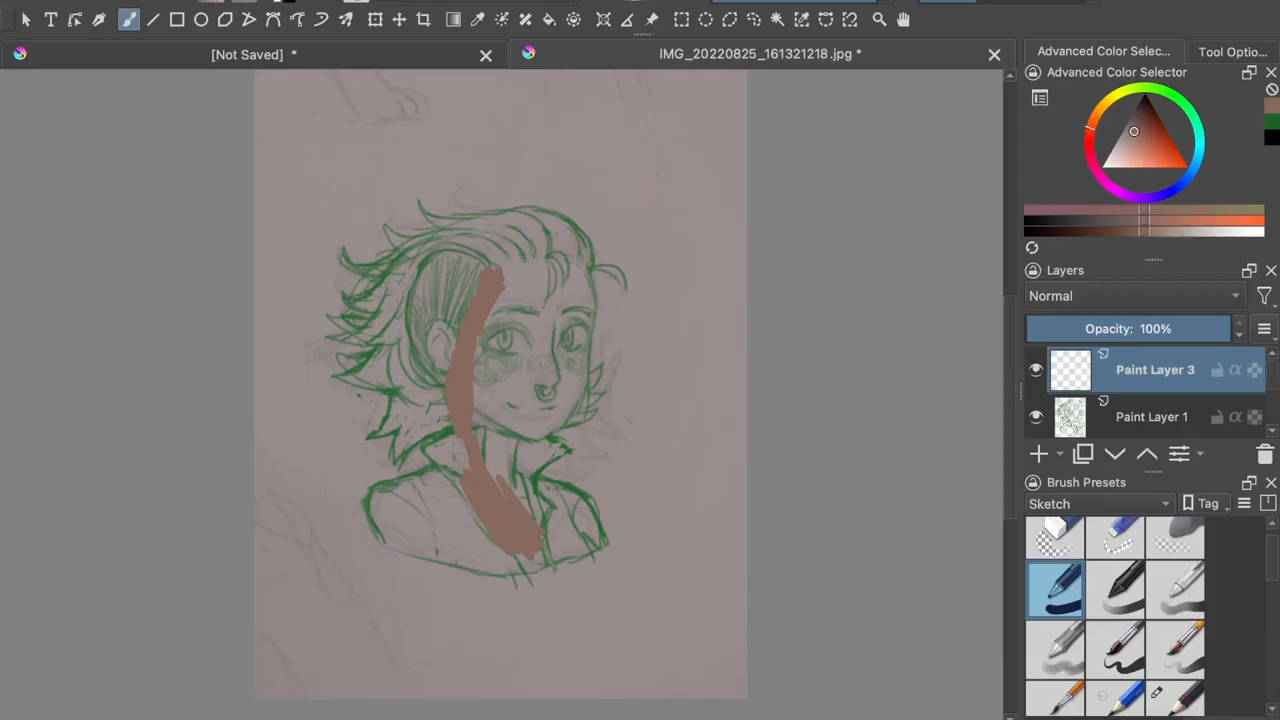 [Not Saved] *
IMG_20220825_161321218.jpg *
Advanced Color Selec...
Tool Optio...
Advanced Color Selector
Layers
Normal
Opacity: 100%
Paint Layer 3
Paint Layer 1
Brush Presets
Sketch
Tag